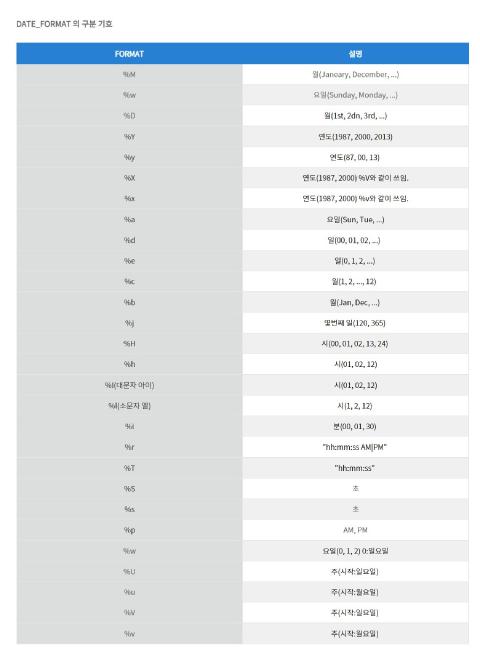 DATE_FORMAT 의 구분 기호
FORMAT 설명
%M 월(Janeary, December, ...)
%w 요일(Sunday, Monday, ...)
%D 월(1st, 2dn, 3rd, ...)
%Y 연도(1987, 2000, 2013)
%y 연도(87, 00, 13)
%X 연도(1987, 2000) %V와 같이 쓰임.
%x 연도(1987, 2000) %v와 같이 쓰임.
%a 요일(Sun, Tue, ...)
%d 일(00, 01, 02, ...)
%e 일(0, 1, 2, ...)
%c 월(1, 2, ..., 12)
%b 월(Jan, Dec, ...)
%j 몇번째 일(120, 365)
%H 시(00, 01, 02, 13, 24)
%h 시(01, 02, 12)
%I(대문자 아이) 시(01, 02, 12)
%l(소문자 엘) 시(1, 2, 12)
%i 분(00, 01, 30)
%r "hh:mm:ss AM|PM"
%T "hh:mm:ss"
%S 초
%s 초
%p AM, PM
%w 요일(0, 1, 2) 0:일요일
%U 주(시작:일요일)
%u 주(시작:월요일)
%V 주(시작:일요일)
%v 주(시작:월요일)